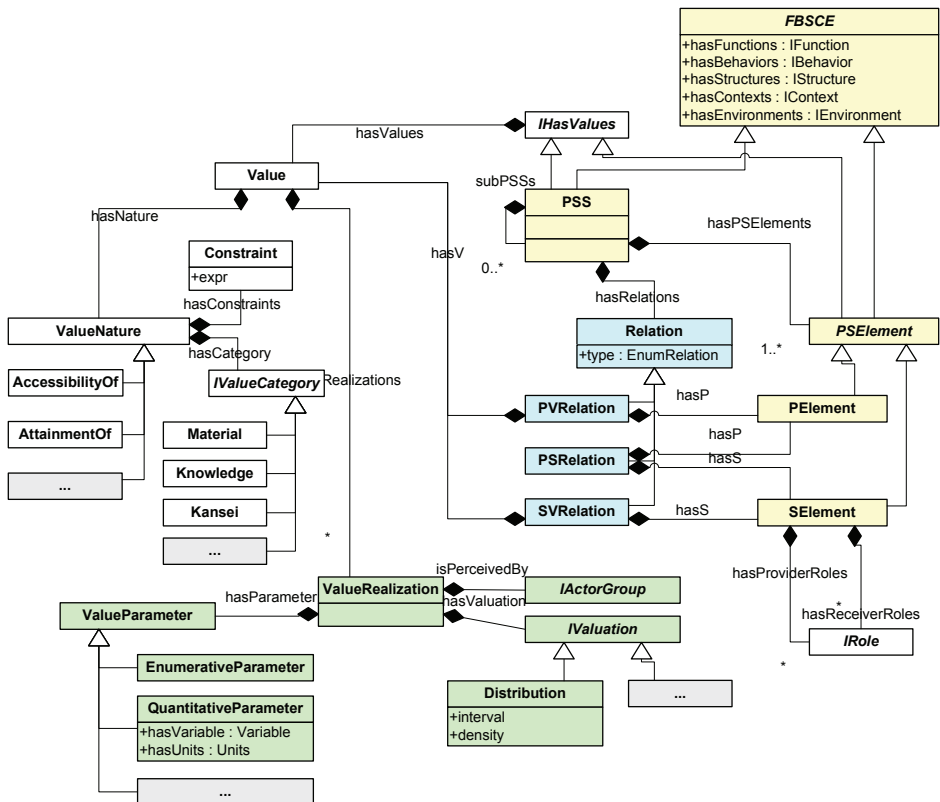 FBSCE
+hasFunctions : IFunction
+hasBehaviors : IBehavior
+hasStructures : IStructure
+hasContexts : IContext
+hasEnvironments : IEnvironment
hasValues
IHasValues
Value
subPSSs
PSS
hasNature
hasPSElements
Constraint
+expr
hasV
0..*
hasConstraints
hasRelations
ValueNature
Relation
+type : EnumRelation
PSElement
hasCategory
1..*
AccessibilityOf
IValueCategory
Realizations
hasP
PVRelation
PElement
AttainmentOf
Material
hasP
PSRelation
hasS
Knowledge
...
Kansei
SVRelation
hasS
SElement
...
*
isPerceivedBy
hasProviderRoles
hasParameter
ValueRealization
IActorGroup
hasValuation
*
hasReceiverRoles
ValueParameter
IValuation
IRole
*
EnumerativeParameter
Distribution
+interval
+density
...
QuantitativeParameter
+hasVariable : Variable
+hasUnits : Units
...